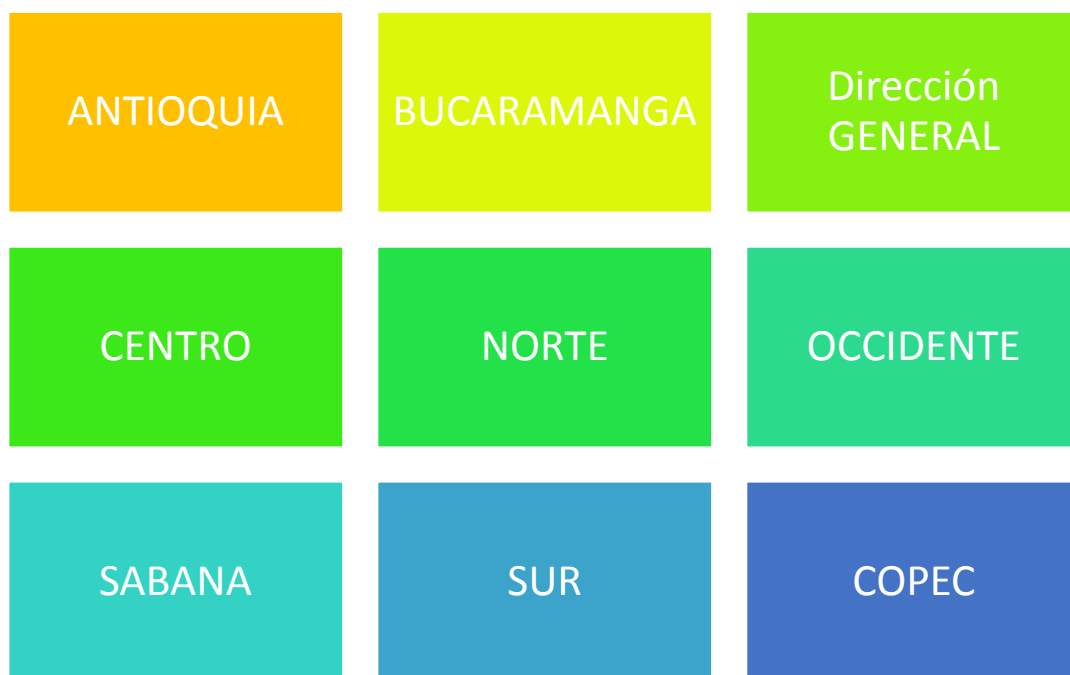 ANTIOQUIA
BUCARAMANGA
Dirección
GENERAL
CENTRO
NORTE
OCCIDENTE
SABANA
SUR
COPEC